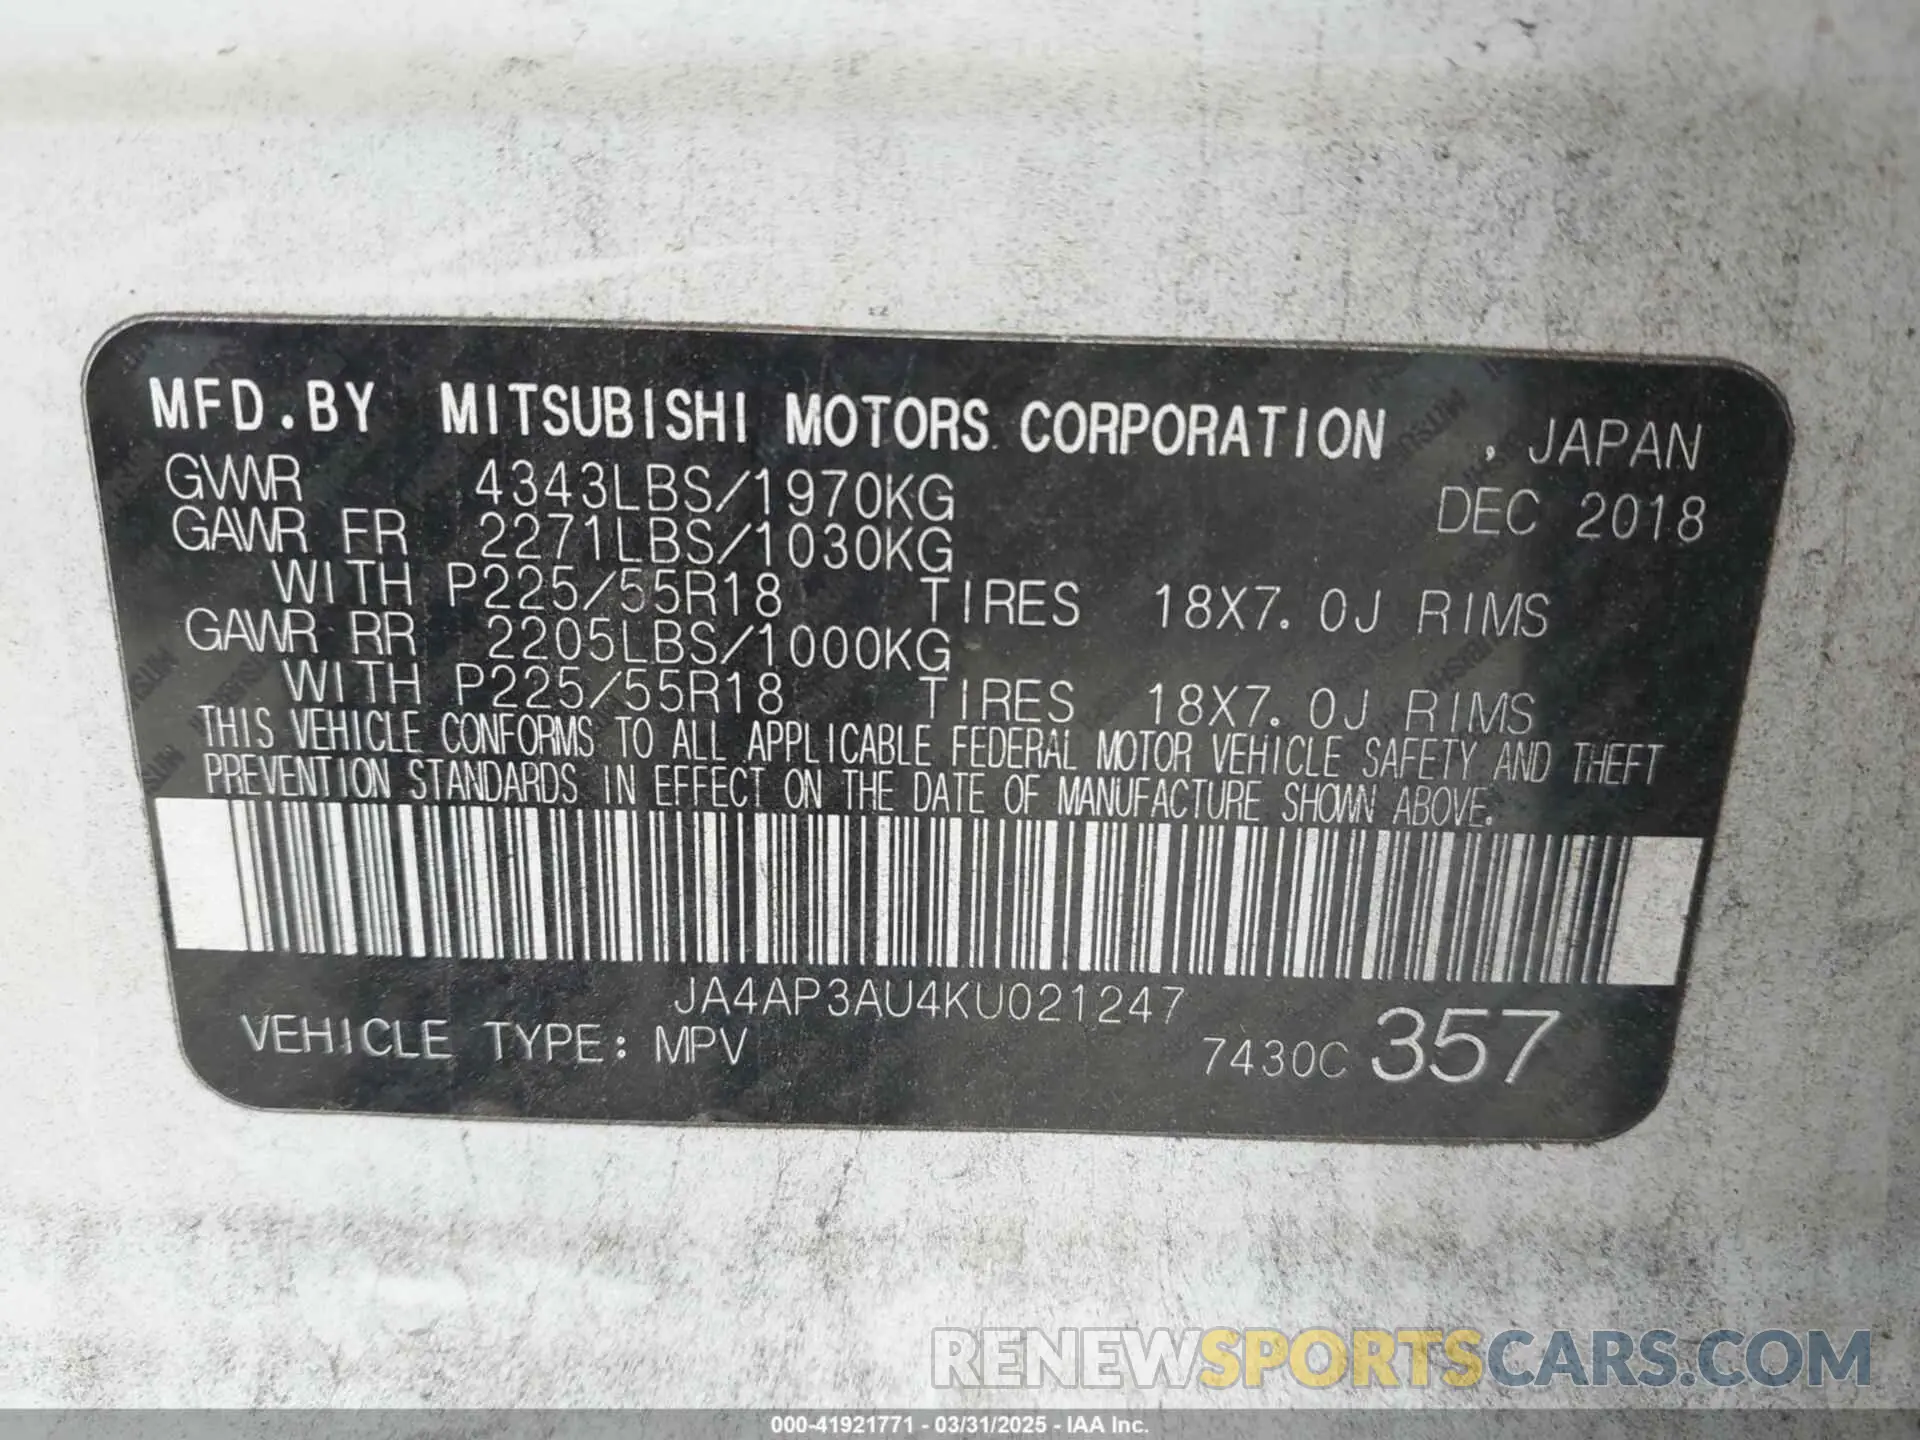 MFD.BY MITSUBISHI MOTORS CORPORATION , JAPAN
GVWR 4343LBS/1970KG DEC 2018
GAWR FR 2271LBS/1030KG
WITH P225/55R18 TIRES 18X7.0J RIMS
GAWR RR 2205LBS/1000KG
WITH P225/55R18 TIRES 18X7.0J RIMS
THIS VEHICLE CONFORMS TO ALL APPLICABLE FEDERAL MOTOR VEHICLE SAFETY AND THEFT
PREVENTION STANDARDS IN EFFECT ON THE DATE OF MANUFACTURE SHOWN ABOVE.
JA4AP3AU4KU021247
VEHICLE TYPE: MPV 7430C 357
RENEWSPORTSCARS.COM
000-41921771 - 03/31/2025 - IAA Inc.